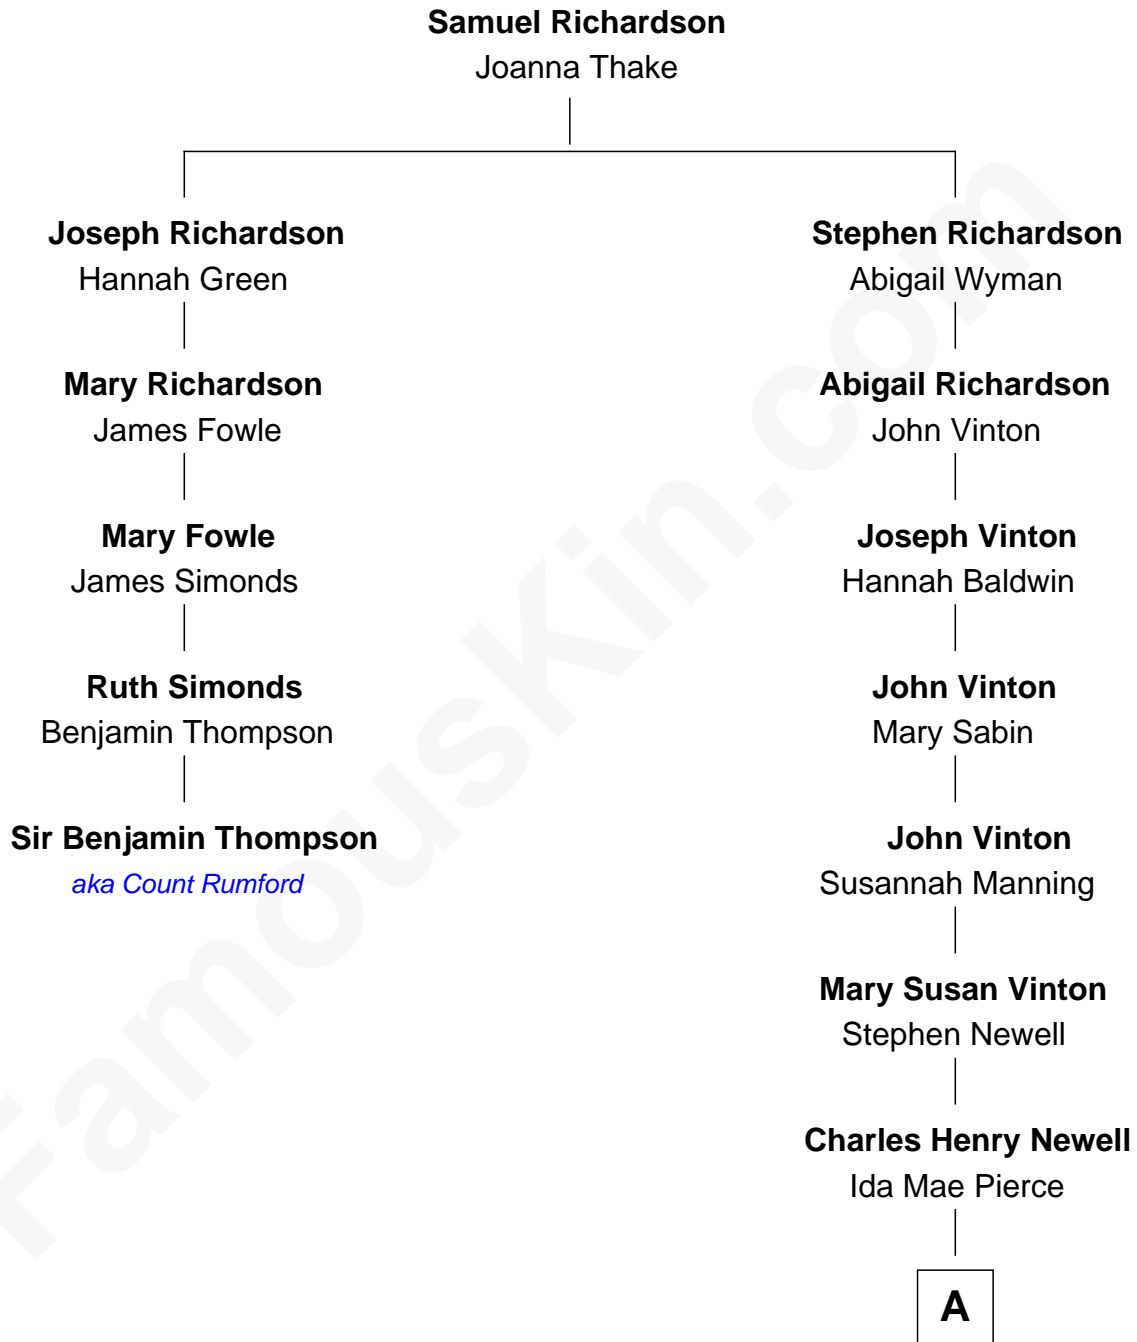 Samuel Richardson
Joanna Thake
Joseph Richardson
Hannah Green
Stephen Richardson
Abigail Wyman
Mary Richardson
James Fowle
Abigail Richardson
John Vinton
Mary Fowle
James Simonds
Joseph Vinton
Hannah Baldwin
Ruth Simonds
Benjamin Thompson
John Vinton
Mary Sabin
Sir Benjamin Thompson
aka Count Rumford
John Vinton
Susannah Manning
Mary Susan Vinton
Stephen Newell
Charles Henry Newell
Ida Mae Pierce
A
FamousKin.com